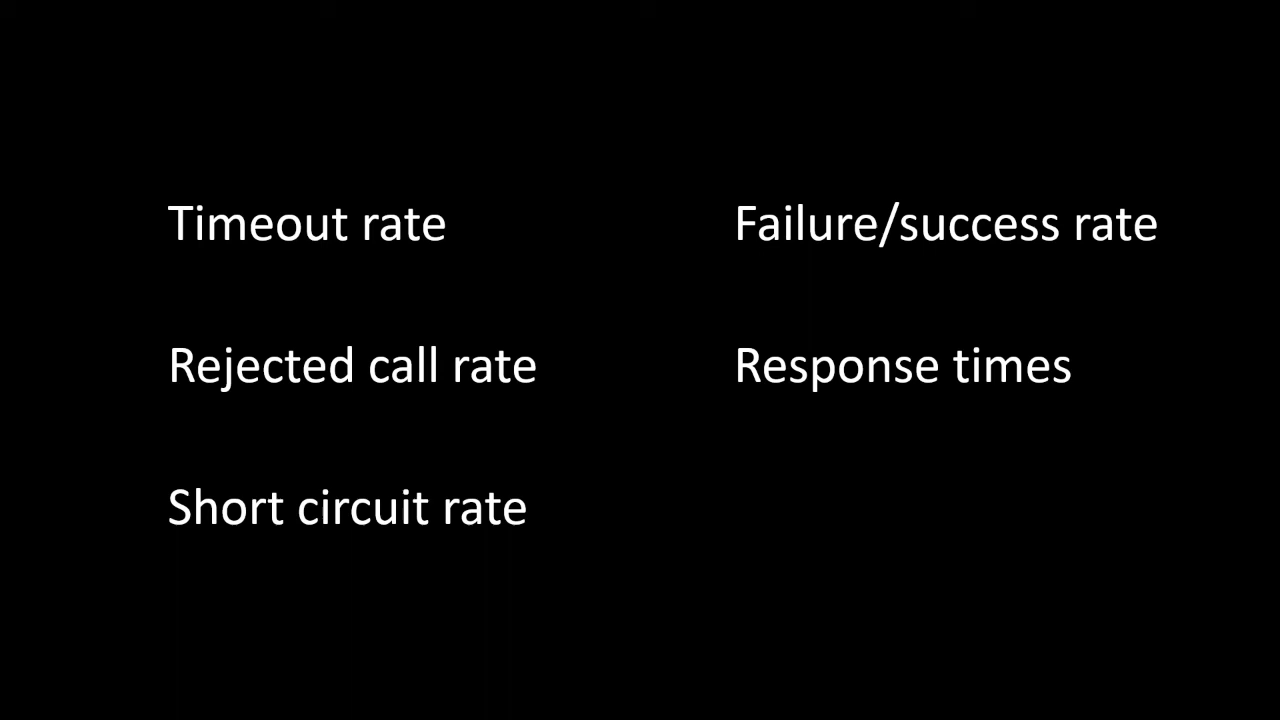 Timeout rate
Rejected call rate
Short circuit rate
Failure/success rate
Response times